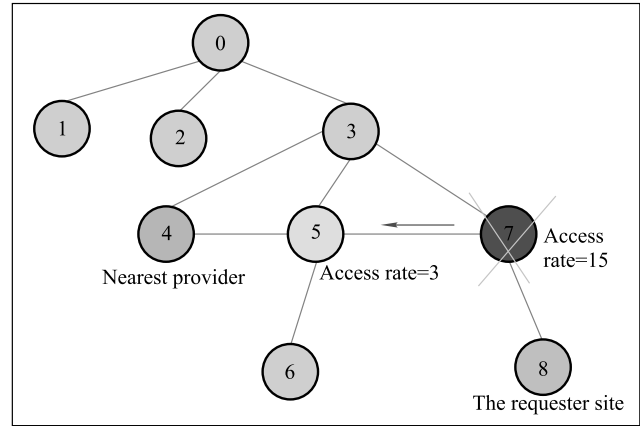 0
1
2
3
4
5
7
Access
rate=15
Nearest provider
Access rate=3
6
8
The requester site